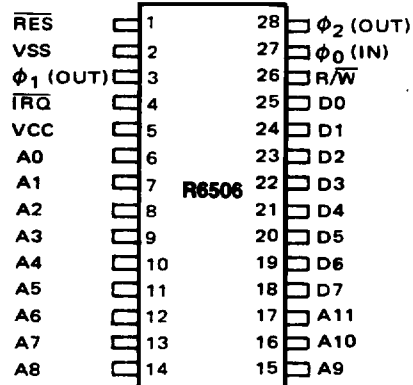 RES 1 28 ϕ2 (OUT)
VSS 2 27 ϕ0 (IN)
ϕ1 (OUT) 3 26 R/W
IRQ 4 25 D0
VCC 5 24 D1
A0 6 23 D2
A1 7 22 D3
R6506
A2 8 21 D4
A3 9 20 D5
A4 10 19 D6
A5 11 18 D7
A6 12 17 A11
A7 13 16 A10
A8 14 15 A9